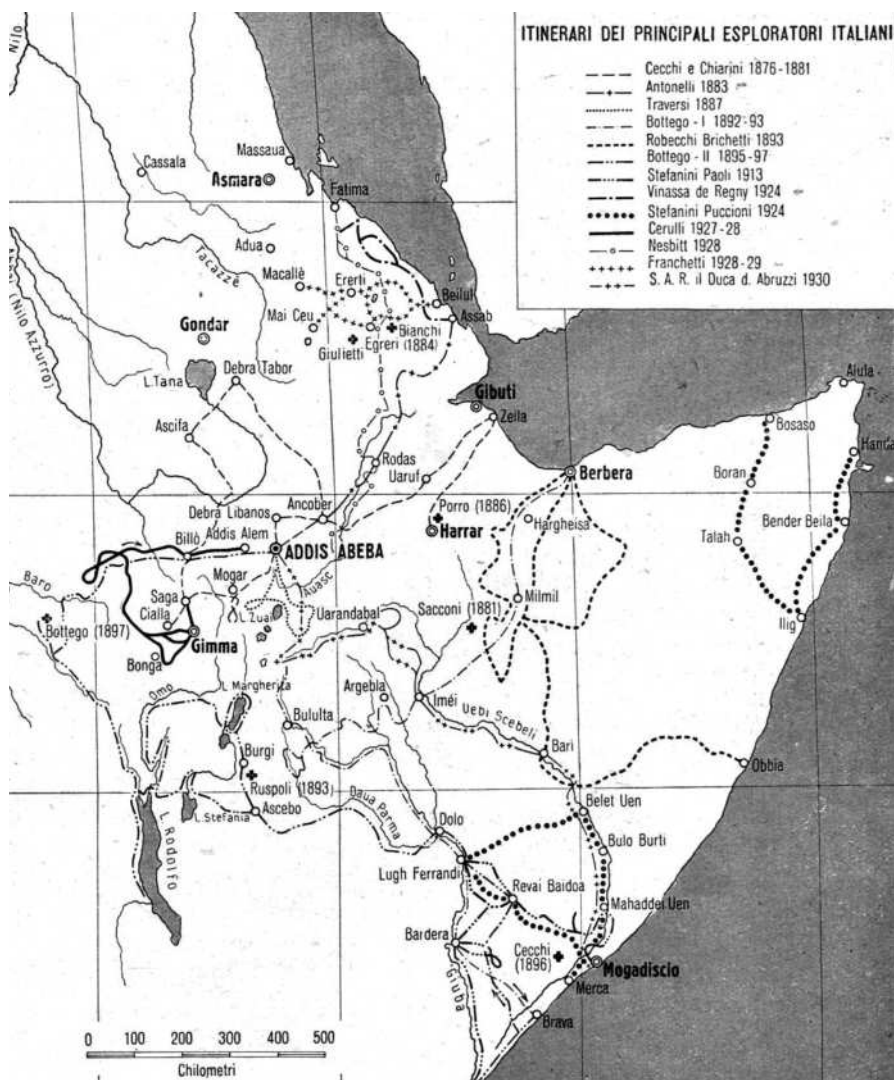 ITINERARI DEI PRINCIPALI ESPLORATORI ITALIANI
Cecchi e Chiarini 1876-1881
Antonelli 1883
Traversi 1887
Bottego - I 1892-93
Robecchi Brichetti 1893
Bottego - II 1895-97
Stefanini Paoli 1913
Vinassa de Regny 1924
Stefanini Puccioni 1924
Cerulli 1927-28
Nesbitt 1928
Franchetti 1928-29
S. A. R. il Duca d. Abruzzi 1930
Nilo
Massaua
Cassala
Asmara
Fatima
Adua
Tacazzè
Macallè
Ererti
Beilul
Mai Ceu
Assab
Bianchi
Egreri (1884)
Giulietti
(Nilo Azzurro)
Gondar
L. Tana
Debra Tabor
Gibuti
Zeila
Alula
Bosaso
Ascifa
Handa
Rodas
Uaruf
Berbera
Boran
Debra Libanos
Ancober
Porro (1886)
Harrar
Hargheisa
Bender Beila
Talah
Billò
Addis Alem
ADDIS ABEBA
Baro
Mogar
Auasc
Saga
Cialla
L. Zuai
Uarandabal
Sacconi (1881)
Milmil
Ilig
Bottego (1897)
Gimma
Bonga
Omo
L. Margherita
Argebla
Iméi
Uebi Scebeli
Bululta
Bari
Obbia
Burgi
Ruspoli (1893)
L. Stefania
Ascebo
L. Rodolfo
Daua Parma
Dolo
Belet Uen
Bulo Burti
Lugh Ferrandi
Revai Baidoa
Mahaddei Uen
Bardera
Cecchi
(1896)
Mogadiscio
Giuba
Merca
Brava
0 100 200 300 400 500
Chilometri